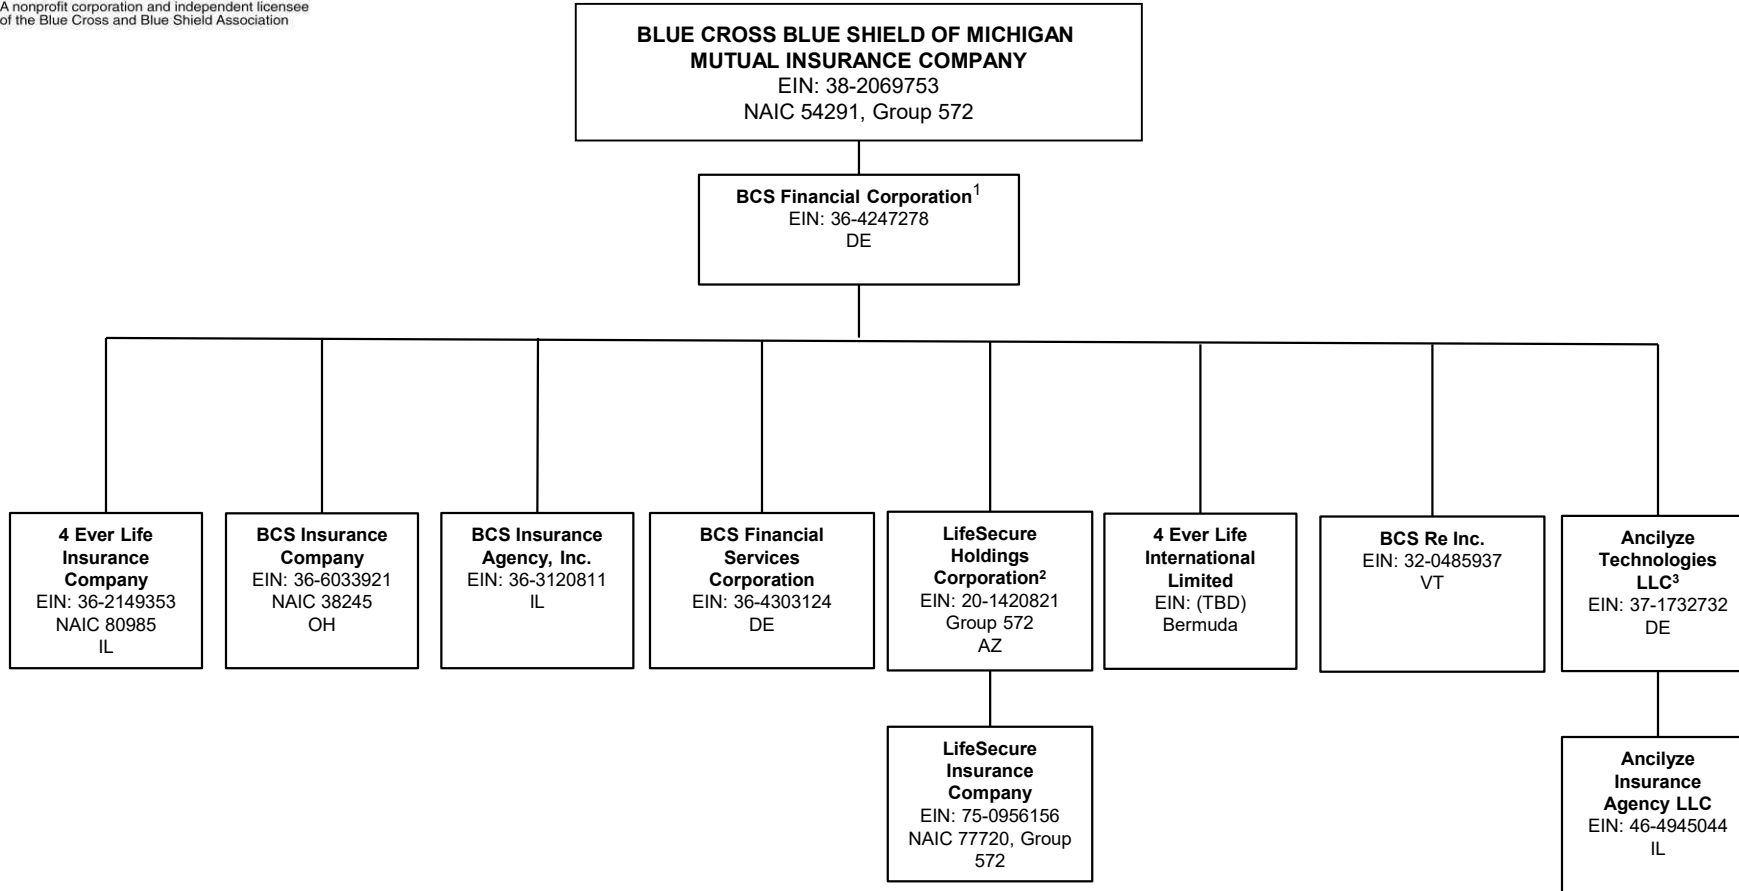 A nonprofit corporation and independent licensee
of the Blue Cross and Blue Shield Association
BLUE CROSS BLUE SHIELD OF MICHIGAN
MUTUAL INSURANCE COMPANY
EIN: 38-2069753
NAIC 54291, Group 572
BCS Financial Corporation1
EIN: 36-4247278
DE
4 Ever Life
Insurance
Company
EIN: 36-2149353
NAIC 80985
IL
BCS Insurance
Company
EIN: 36-6033921
NAIC 38245
OH
BCS Insurance
Agency, Inc.
EIN: 36-3120811
IL
BCS Financial
Services
Corporation
EIN: 36-4303124
DE
LifeSecure
Holdings
Corporation2
EIN: 20-1420821
Group 572
AZ
4 Ever Life
International
Limited
EIN: (TBD)
Bermuda
BCS Re Inc.
EIN: 32-0485937
VT
Ancilyze
Technologies
LLC3
EIN: 37-1732732
DE
LifeSecure
Insurance
Company
EIN: 75-0956156
NAIC 77720, Group
572
Ancilyze
Insurance
Agency LLC
EIN: 46-4945044
IL